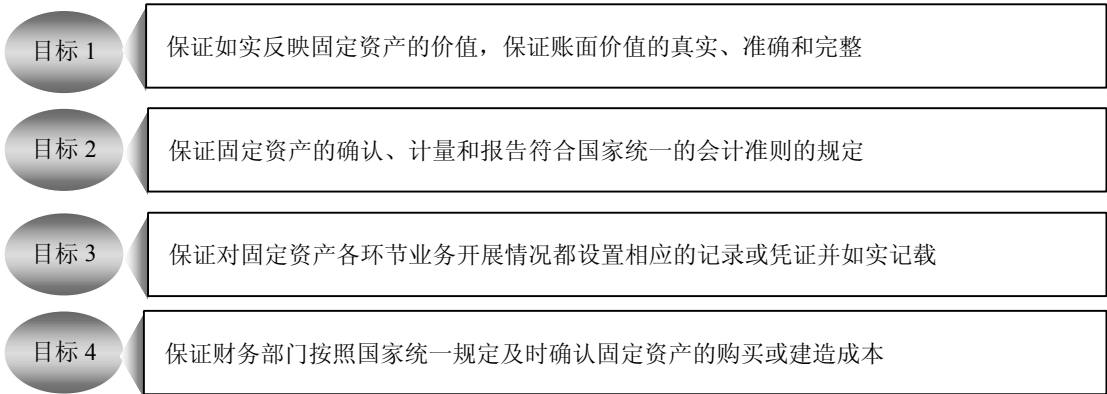 目标 1
保证如实反映固定资产的价值，保证账面价值的真实、准确和完整
目标 2
保证固定资产的确认、计量和报告符合国家统一的会计准则的规定
目标 3
保证对固定资产各环节业务开展情况都设置相应的记录或凭证并如实记载
目标 4
保证财务部门按照国家统一规定及时确认固定资产的购买或建造成本